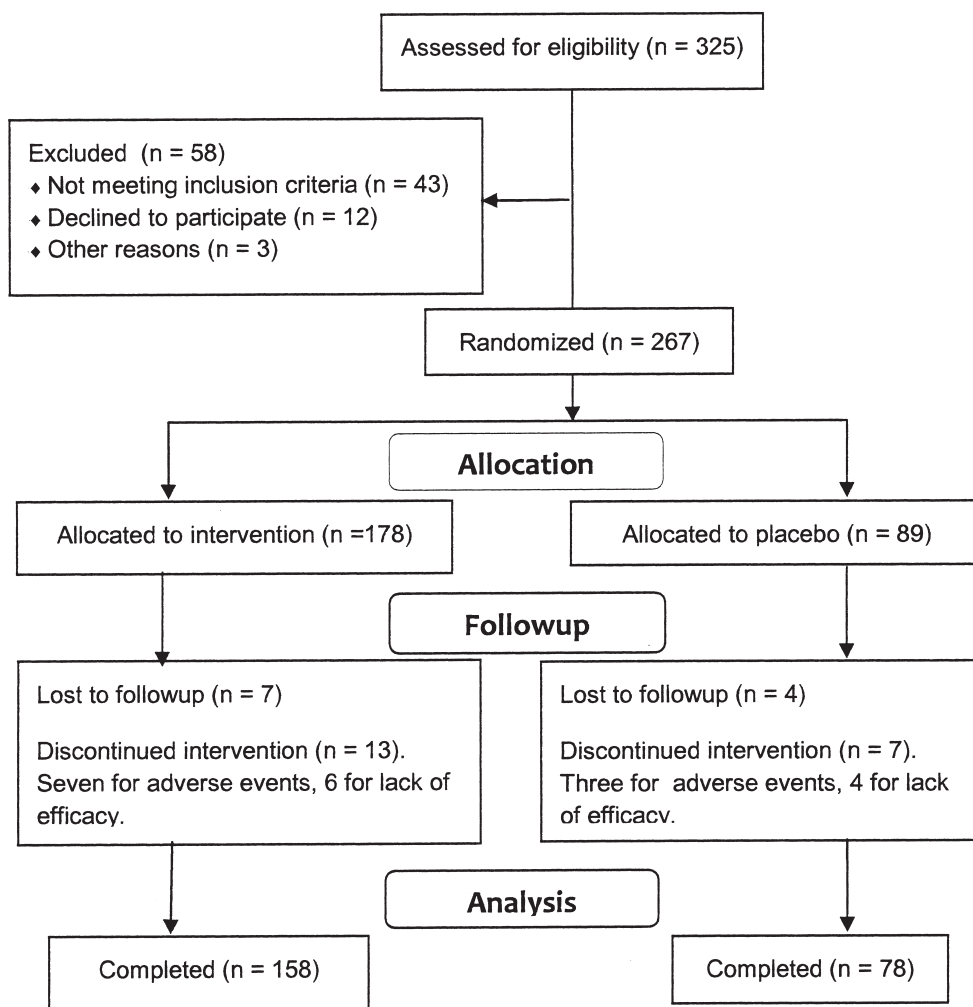 Assessed for eligibility (n = 325)
Excluded (n = 58)
♦ Not meeting inclusion criteria (n = 43)
♦ Declined to participate (n = 12)
♦ Other reasons (n = 3)
Randomized (n = 267)
Allocation
Allocated to intervention (n =178)
Allocated to placebo (n = 89)
Followup
Lost to followup (n = 7)
Discontinued intervention (n = 13).
Seven for adverse events, 6 for lack of
efficacy.
Lost to followup (n = 4)
Discontinued intervention (n = 7).
Three for adverse events, 4 for lack
of efficacy.
Analysis
Completed (n = 158)
Completed (n = 78)